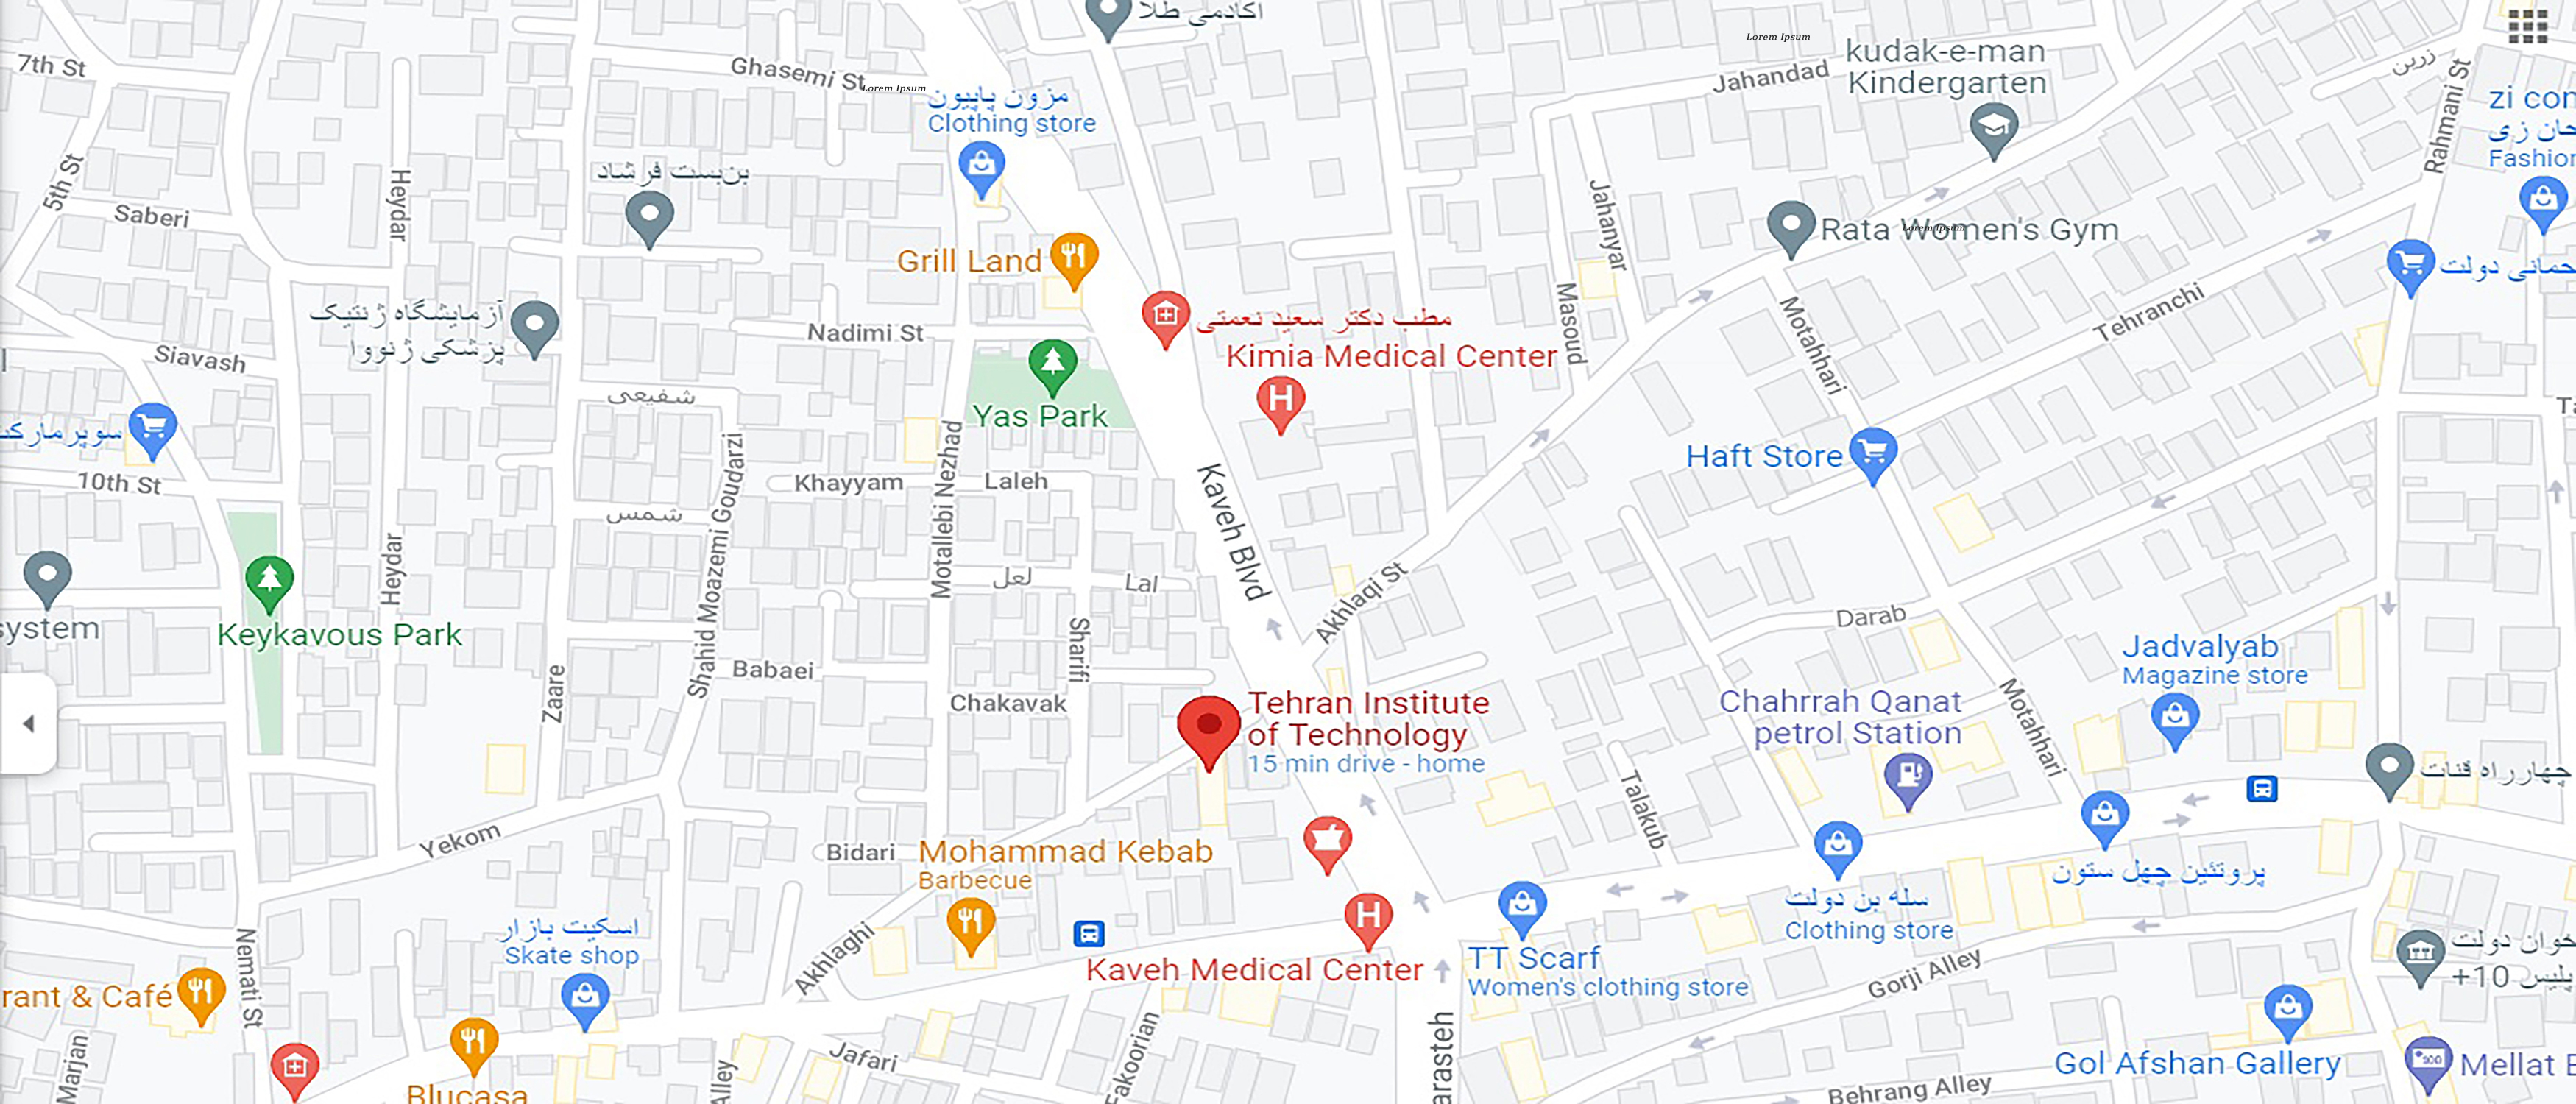 آکادمی طلا
Lorem Ipsum
kudak-e-man
Kindergarten
7th St
Ghasemi St
Lorem Ipsum
Jahandad
زرین
Rahmani St
مزون پاپیون
Clothing store
zi con
حان زی
Fashion
5th St
Saberi
Heydar
بن‌بست فرشاد
Jahanyar
Rata Women's Gym
Lorem Ipsum
Grill Land
حمانی دولت
آزمایشگاه ژنتیک
پزشکی ژنووا
Nadimi St
مطب دکتر سعید نعمتی
Kimia Medical Center
Masoud
Motahhari
Tehranchi
Siavash
شفیعی
Yas Park
سوپرمارکت
Haft Store
10th St
Khayyam
Laleh
Motallebi Nezhad
Shahid Moazemi Goudarzi
شمس
Kaveh Blvd
Heydar
لعل
Lal
Akhlaqi St
system
Keykavous Park
Sharifi
Darab
Jadvalyab
Magazine store
Zaare
Babaei
Chakavak
Tehran Institute
of Technology
15 min drive - home
Chahrrah Qanat
petrol Station
Motahhari
چهارراه قنات
Talakub
Yekom
Bidari
Mohammad Kebab
Barbecue
پروتئین چهل ستون
سله بن دولت
Clothing store
اسکیت بازار
Skate shop
Akhlaghi
Kaveh Medical Center
TT Scarf
Women's clothing store
Gorji Alley
خوان دولت
پلیس 10+
rant & Café
Nemati St
Marjan
Blucasa
Alley
Jafari
Fakoorian
arasteh
Behrang Alley
Gol Afshan Gallery
Mellat B